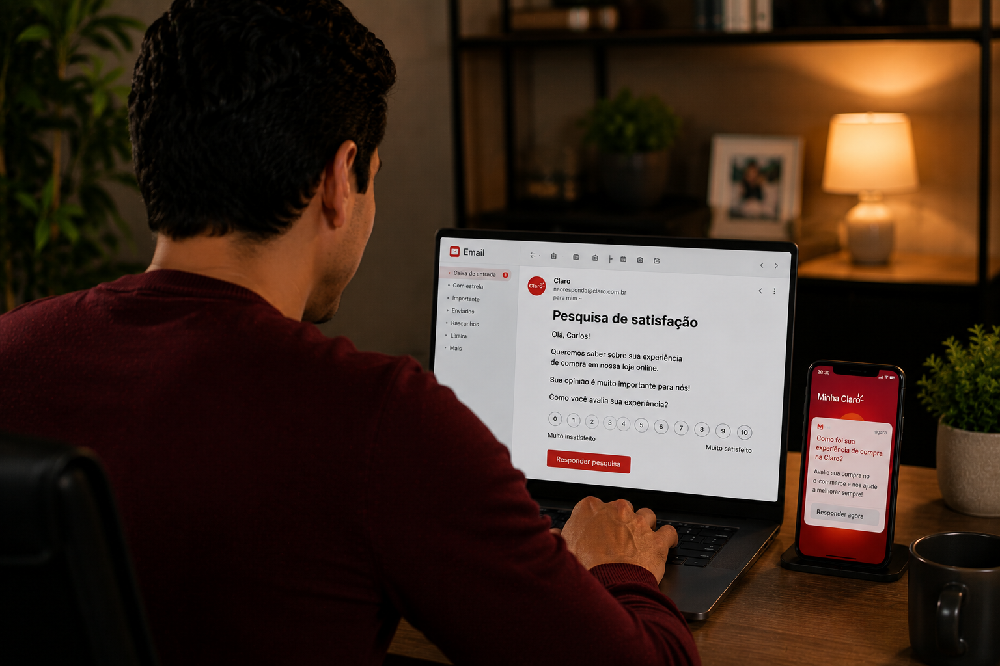 Email
Caixa de entrada 3
Com estrela
Importante
Enviados
Rascunhos
Lixeira
Mais
Claro
Claro
naoresponda@claro.com.br
para mim
Pesquisa de satisfação
Olá, Carlos!
Queremos saber sobre sua experiência
de compra em nossa loja online.
Sua opinião é muito importante para nós!
Como você avalia sua experiência?
0 1 2 3 4 5 6 7 8 9 10
Muito insatisfeito
Muito satisfeito
Responder pesquisa
20:30
Minha Claro
M
agora
Como foi sua
experiência de compra
na Claro?
Avalie sua compra no
e-commerce e nos ajude
a melhorar sempre!
Responder agora